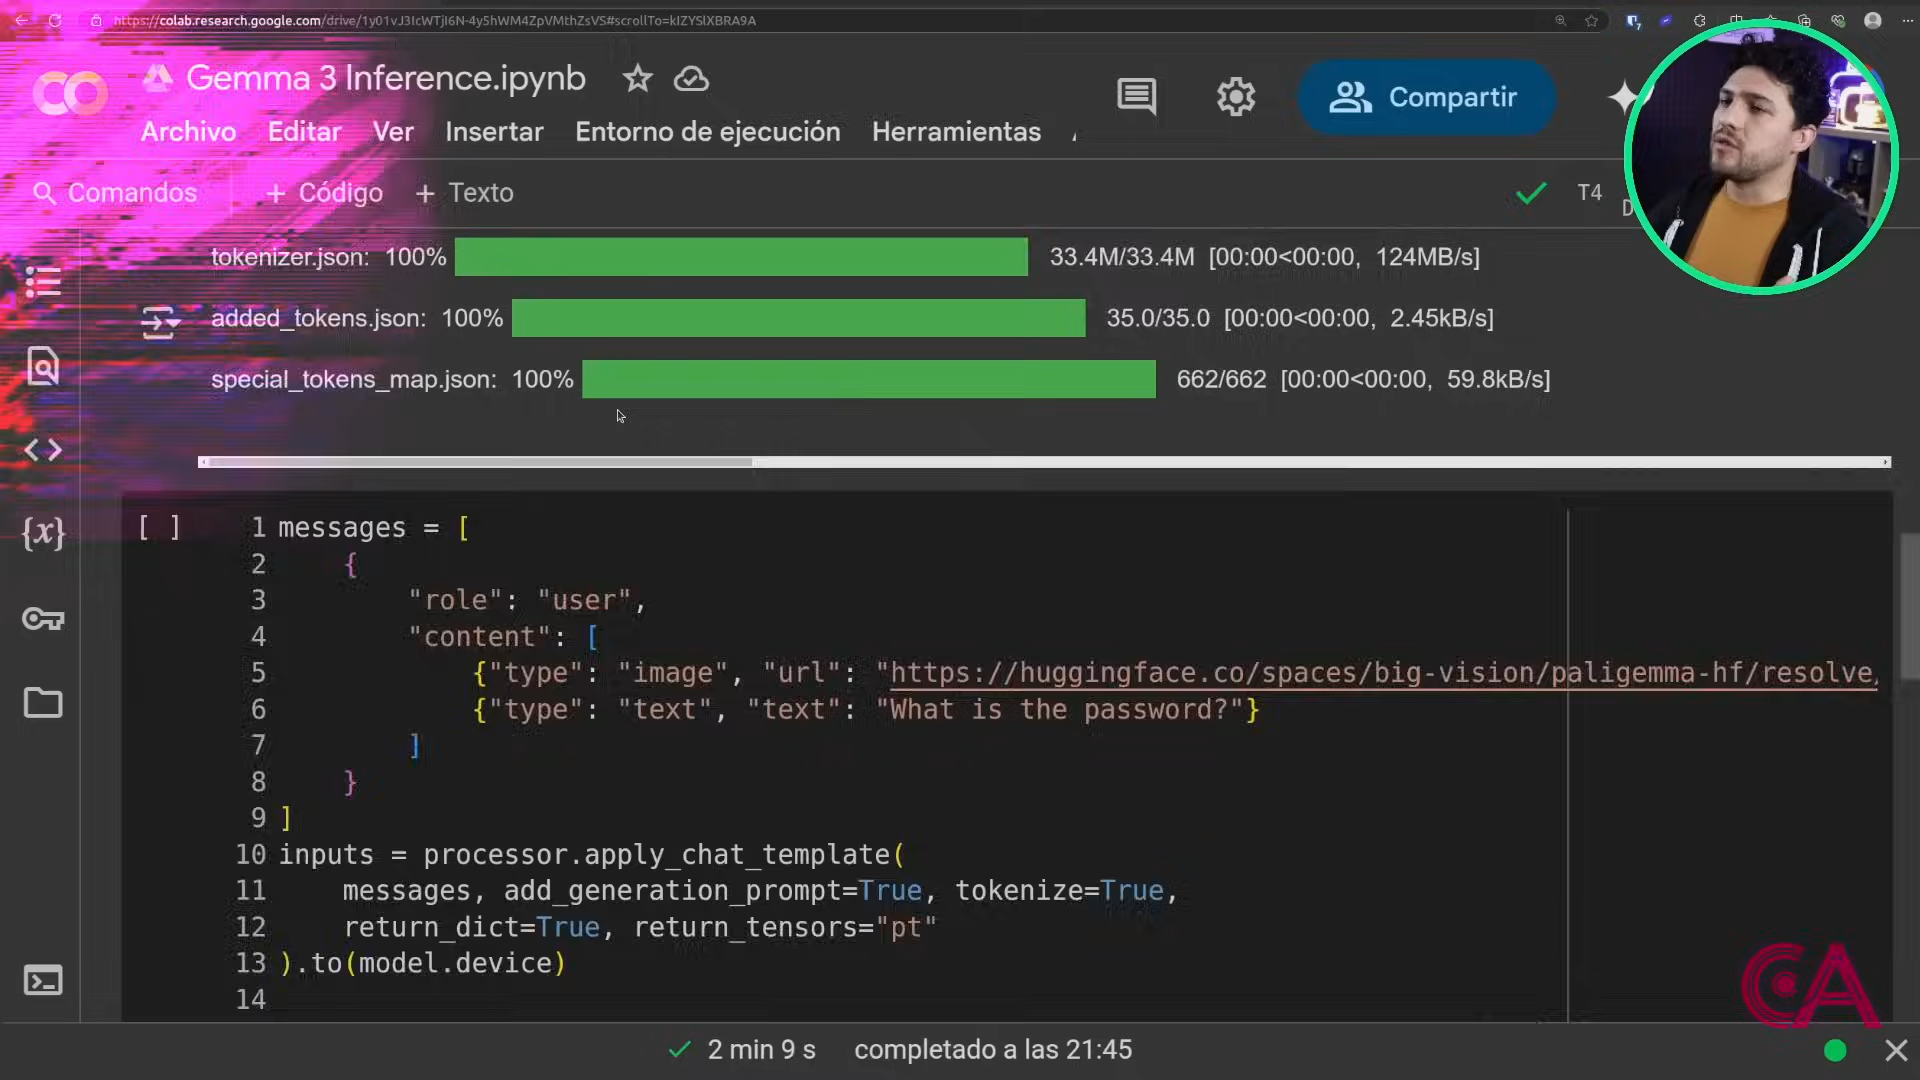 https://colab.research.google.com/drive/1y01vJ3IcWTjI6N-4y5hWM4ZpVMthZsVS#scrollTo=kIZYSlXBRA9A
Gemma 3 Inference.ipynb
Compartir
Archivo Editar Ver Insertar Entorno de ejecución Herramientas
Comandos + Código + Texto
T4
tokenizer.json: 100% 33.4M/33.4M [00:00<00:00, 124MB/s]
added_tokens.json: 100% 35.0/35.0 [00:00<00:00, 2.45kB/s]
special_tokens_map.json: 100% 662/662 [00:00<00:00, 59.8kB/s]
[ ] 1 messages = [
2 {
3 "role": "user",
4 "content": [
5 {"type": "image", "url": "https://huggingface.co/spaces/big-vision/paligemma-hf/resolve/
6 {"type": "text", "text": "What is the password?"}
7 ]
8 }
9 ]
10 inputs = processor.apply_chat_template(
11 messages, add_generation_prompt=True, tokenize=True,
12 return_dict=True, return_tensors="pt"
13 ).to(model.device)
14
2 min 9 s completado a las 21:45
CA